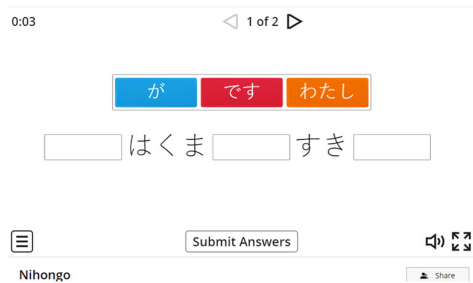 0:03
1 of 2
が です わたし
はくま すき
Submit Answers
Nihongo
Share